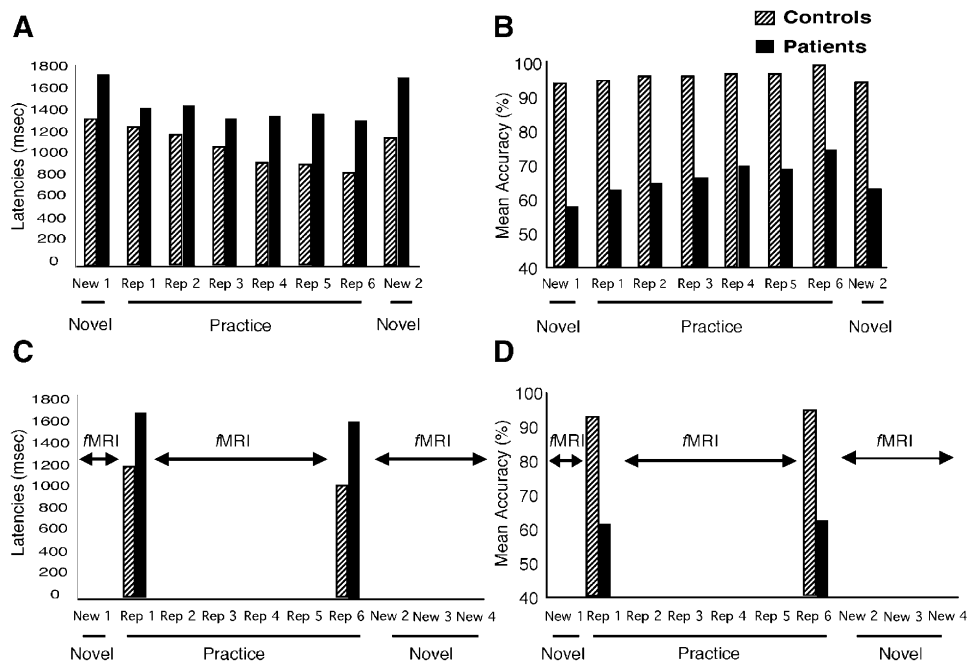 A
B
Controls
Patients
Latencies (msec)
1800
1600
1400
1200
1000
800
600
400
200
0
New 1 Rep 1 Rep 2 Rep 3 Rep 4 Rep 5 Rep 6 New 2
Novel Practice Novel
Mean Accuracy (%)
100
90
80
70
60
50
40
New 1 Rep 1 Rep 2 Rep 3 Rep 4 Rep 5 Rep 6 New 2
Novel Practice Novel
C
D
Latencies (msec)
1800
1600
1400
1200
1000
800
600
400
200
0
fMRI fMRI fMRI
New 1 Rep 1 Rep 2 Rep 3 Rep 4 Rep 5 Rep 6 New 2 New 3 New 4
Novel Practice Novel
Mean Accuracy (%)
100
90
80
70
60
50
40
fMRI fMRI fMRI
New 1 Rep 1 Rep 2 Rep 3 Rep 4 Rep 5 Rep 6 New 2 New 3 New 4
Novel Practice Novel